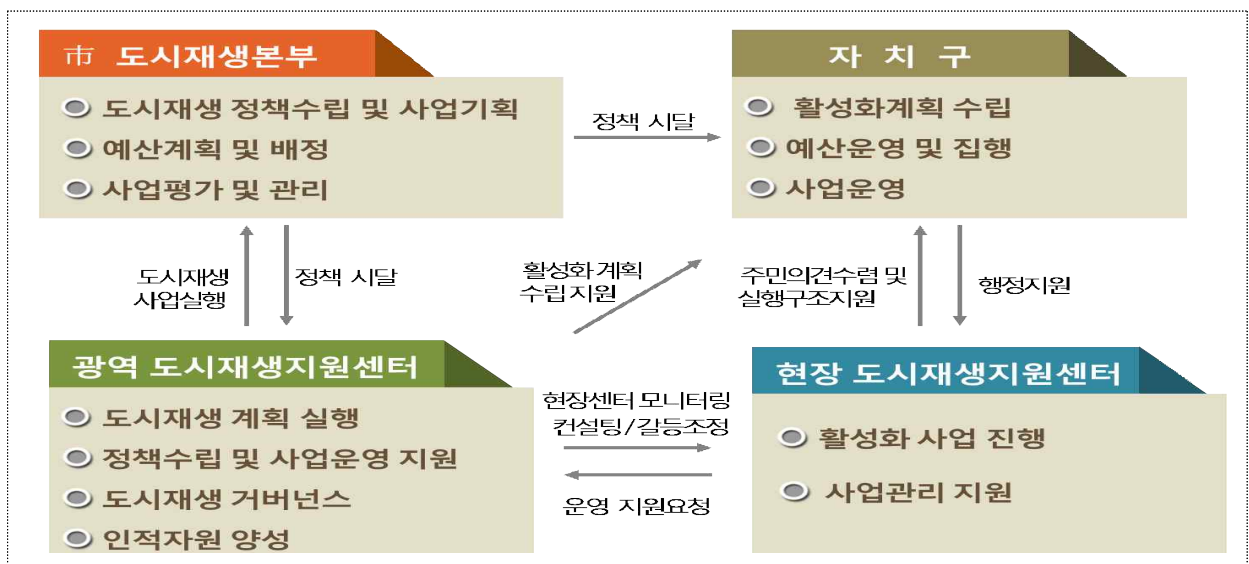 市 도시재생본부
도시재생 정책수립 및 사업기획
예산계획 및 배정
사업평가 및 관리
정책 시달
자 치 구
활성화계획 수립
예산운영 및 집행
사업운영
도시재생
사업실행
정책 시달
활성화 계획
수립 지원
주민의견수렴 및
실행구조지원
행정지원
광역 도시재생지원센터
도시재생 계획 실행
정책수립 및 사업운영 지원
도시재생 거버넌스
인적자원 양성
현장센터 모니터링
컨설팅/갈등조정
운영 지원요청
현장 도시재생지원센터
활성화 사업 진행
사업관리 지원